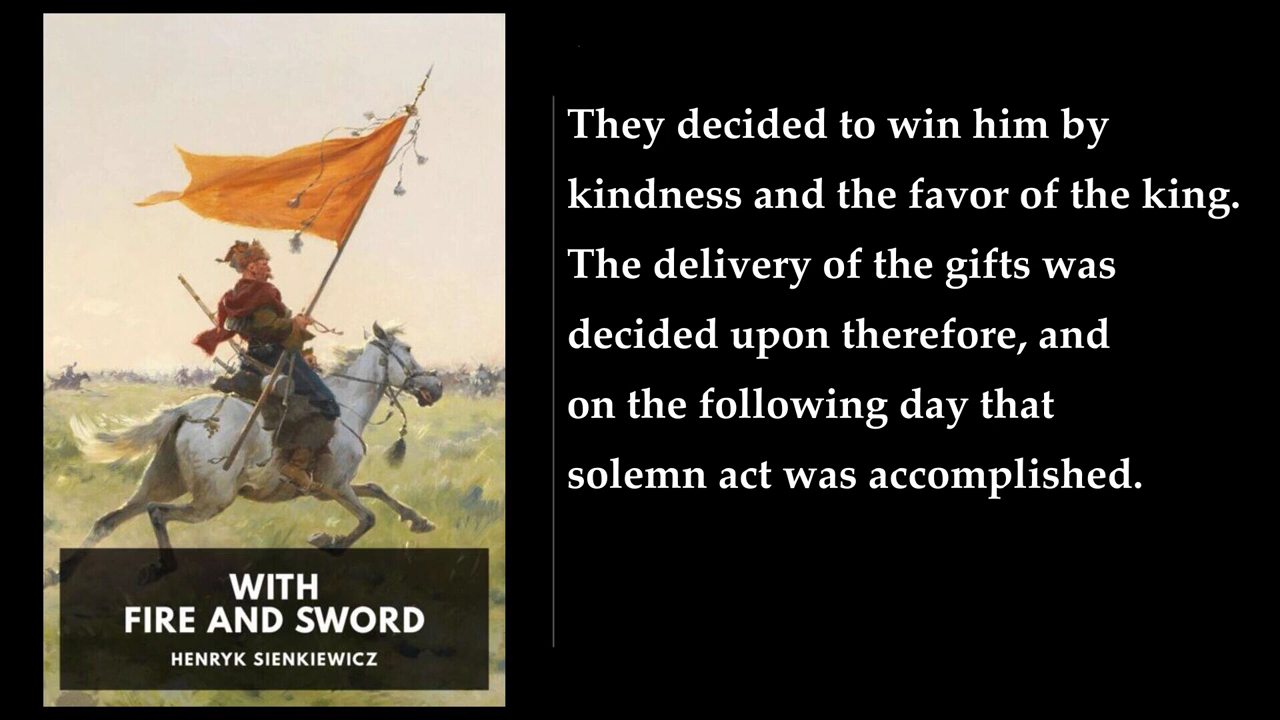 WITH
FIRE AND SWORD
HENRYK SIENKIEWICZ
They decided to win him by
kindness and the favor of the king.
The delivery of the gifts was
decided upon therefore, and
on the following day that
solemn act was accomplished.